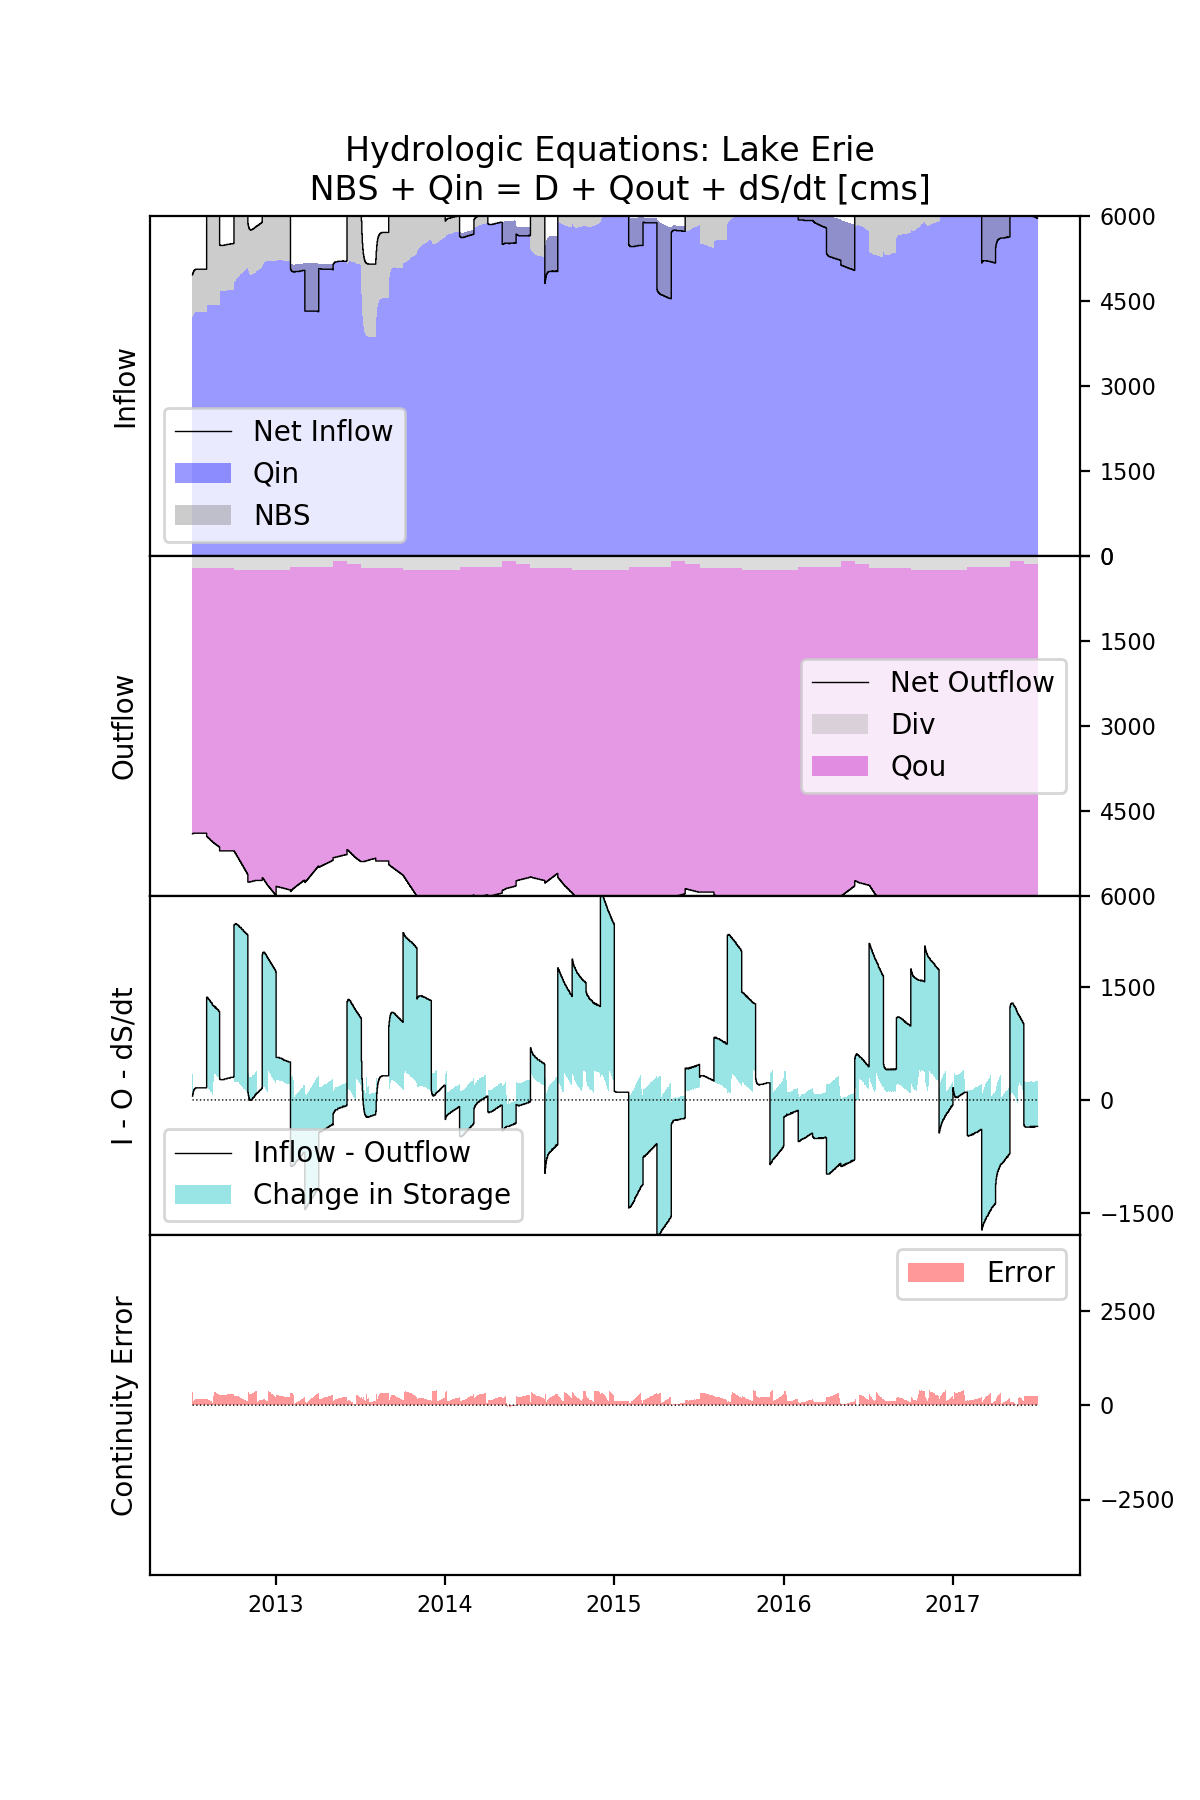 Hydrologic Equations: Lake Erie
NBS + Qin = D + Qout + dS/dt [cms]
6000
4500
3000
1500
0
Inflow
Net Inflow
Qin
NBS
1500
3000
4500
6000
Outflow
Net Outflow
Div
Qou
1500
0
−1500
I - O - dS/dt
Inflow - Outflow
Change in Storage
Error
2500
0
−2500
Continuity Error
2013
2014
2015
2016
2017